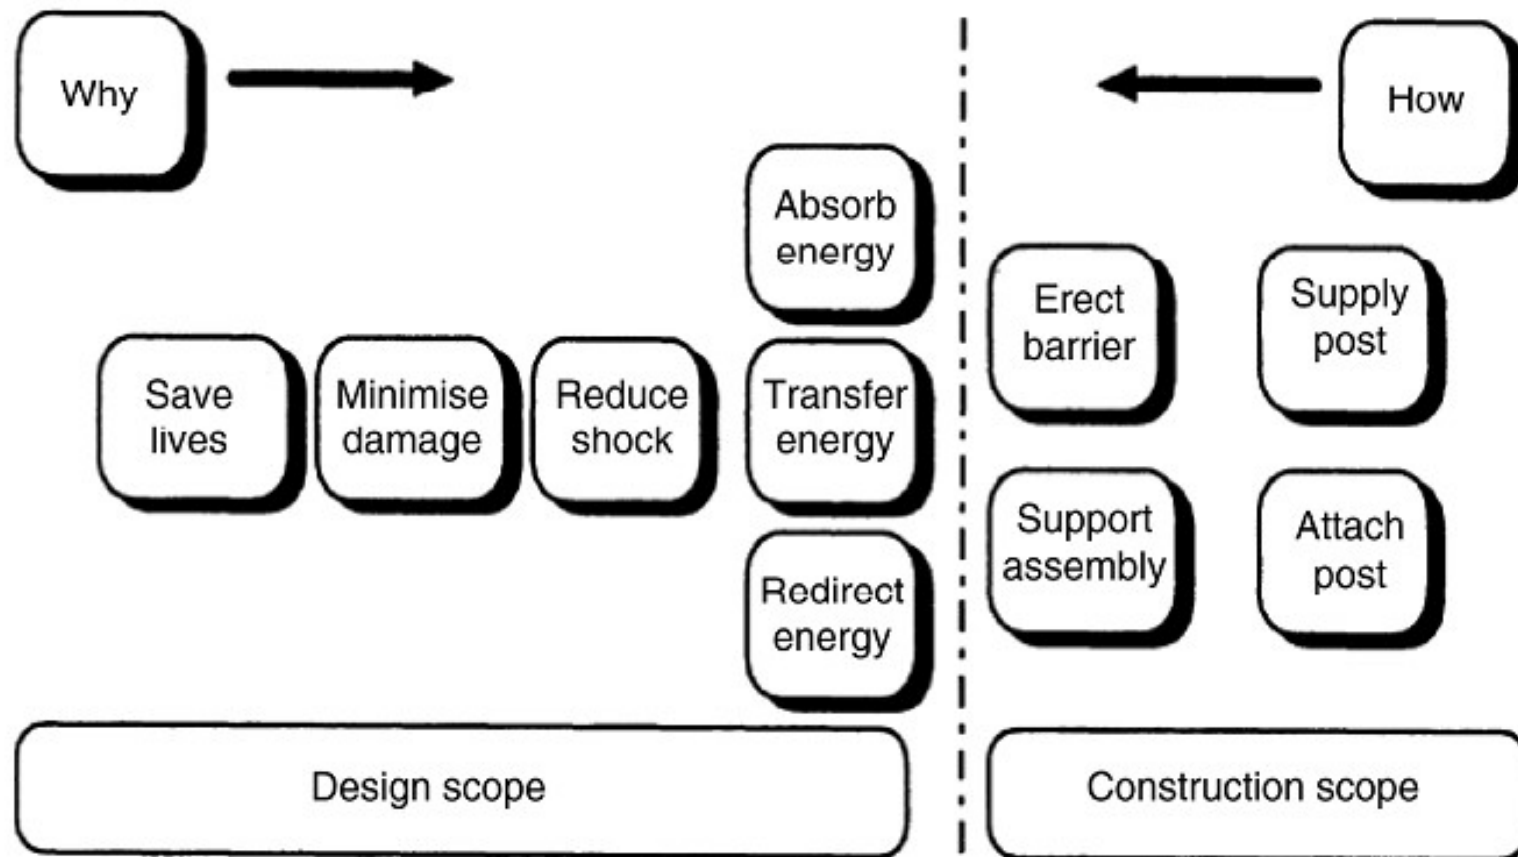 Why
How
Absorb
energy
Erect
barrier
Supply
post
Save
lives
Minimise
damage
Reduce
shock
Transfer
energy
Support
assembly
Attach
post
Redirect
energy
Design scope
Construction scope